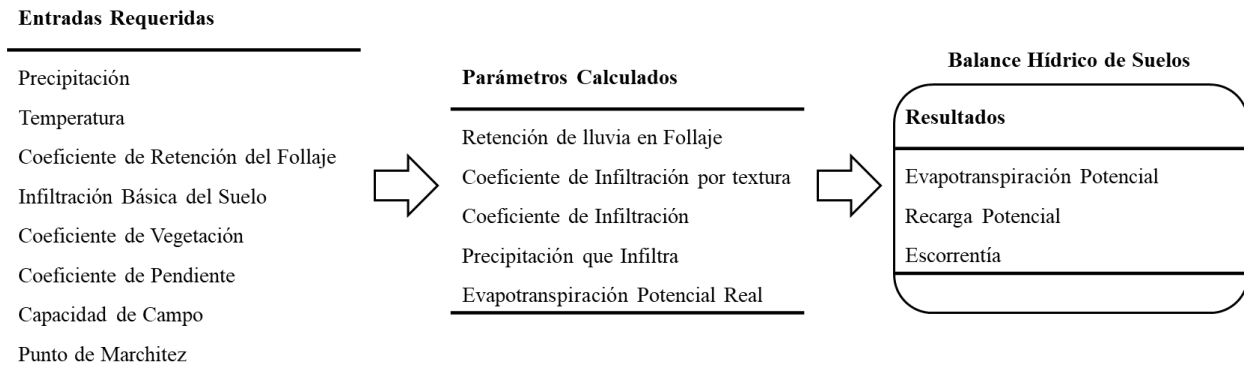 Entradas Requeridas
Precipitación
Temperatura
Coeficiente de Retención del Follaje
Infiltración Básica del Suelo
Coeficiente de Vegetación
Coeficiente de Pendiente
Capacidad de Campo
Punto de Marchitez
Parámetros Calculados
Retención de lluvia en Follaje
Coeficiente de Infiltración por textura
Coeficiente de Infiltración
Precipitación que Infiltra
Evapotranspiración Potencial Real
Balance Hídrico de Suelos
Resultados
Evapotranspiración Potencial
Recarga Potencial
Escorrentía